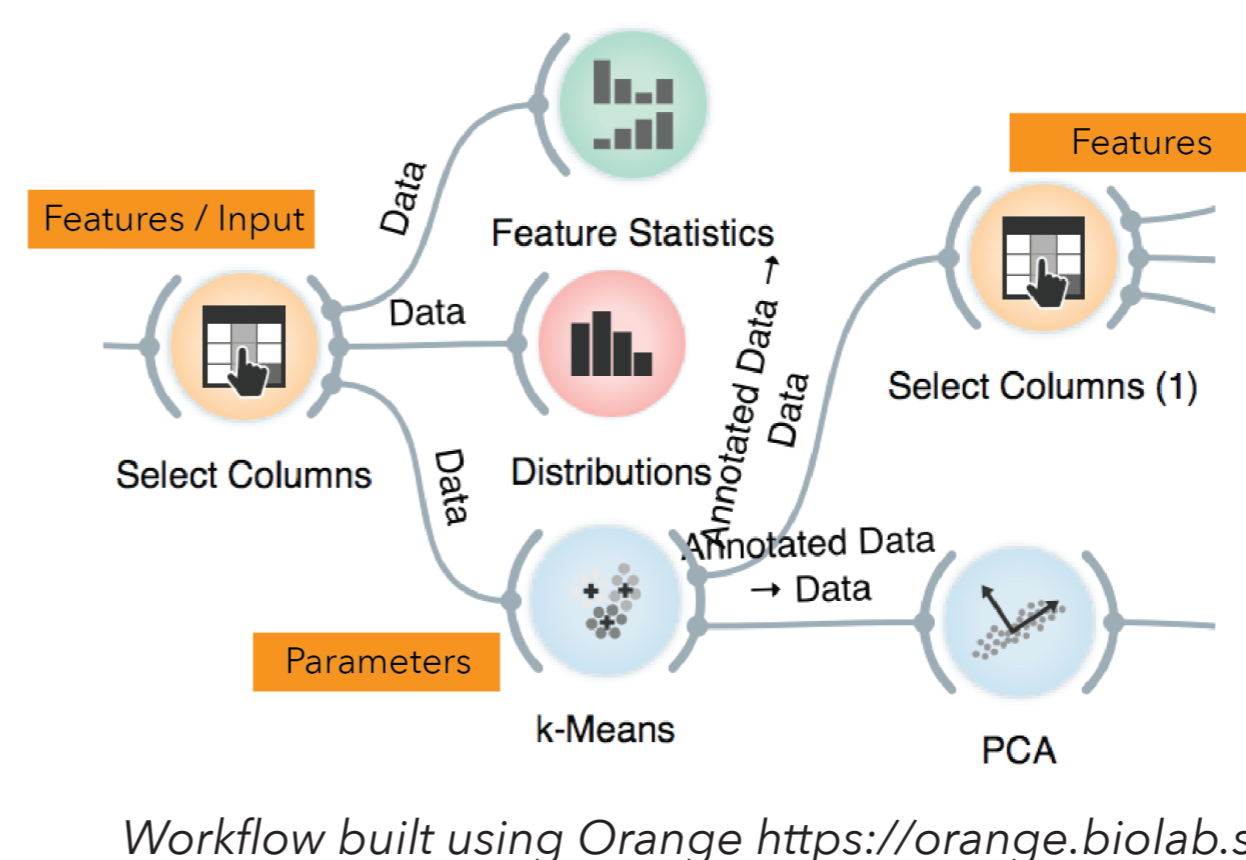 Features
Features / Input
Data
Feature Statistics
Data
Annotated Data →
Data
Select Columns (1)
Select Columns
Data
Distributions
Annotated Data
→ Data
Parameters
k-Means
PCA
Workflow built using Orange https://orange.biolab.s